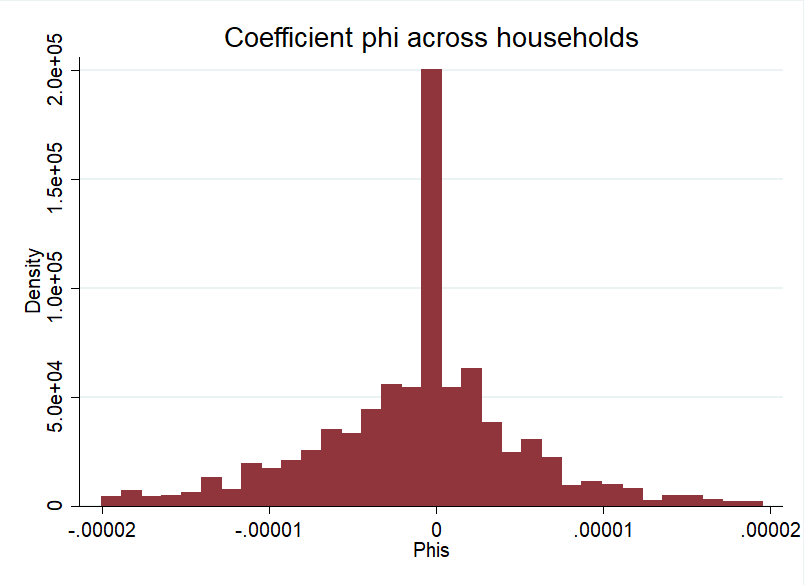 Coefficient phi across households
2.0e+05
1.5e+05
1.0e+05
5.0e+04
0
Density
-.00002 -.00001 0 .00001 .00002
Phis